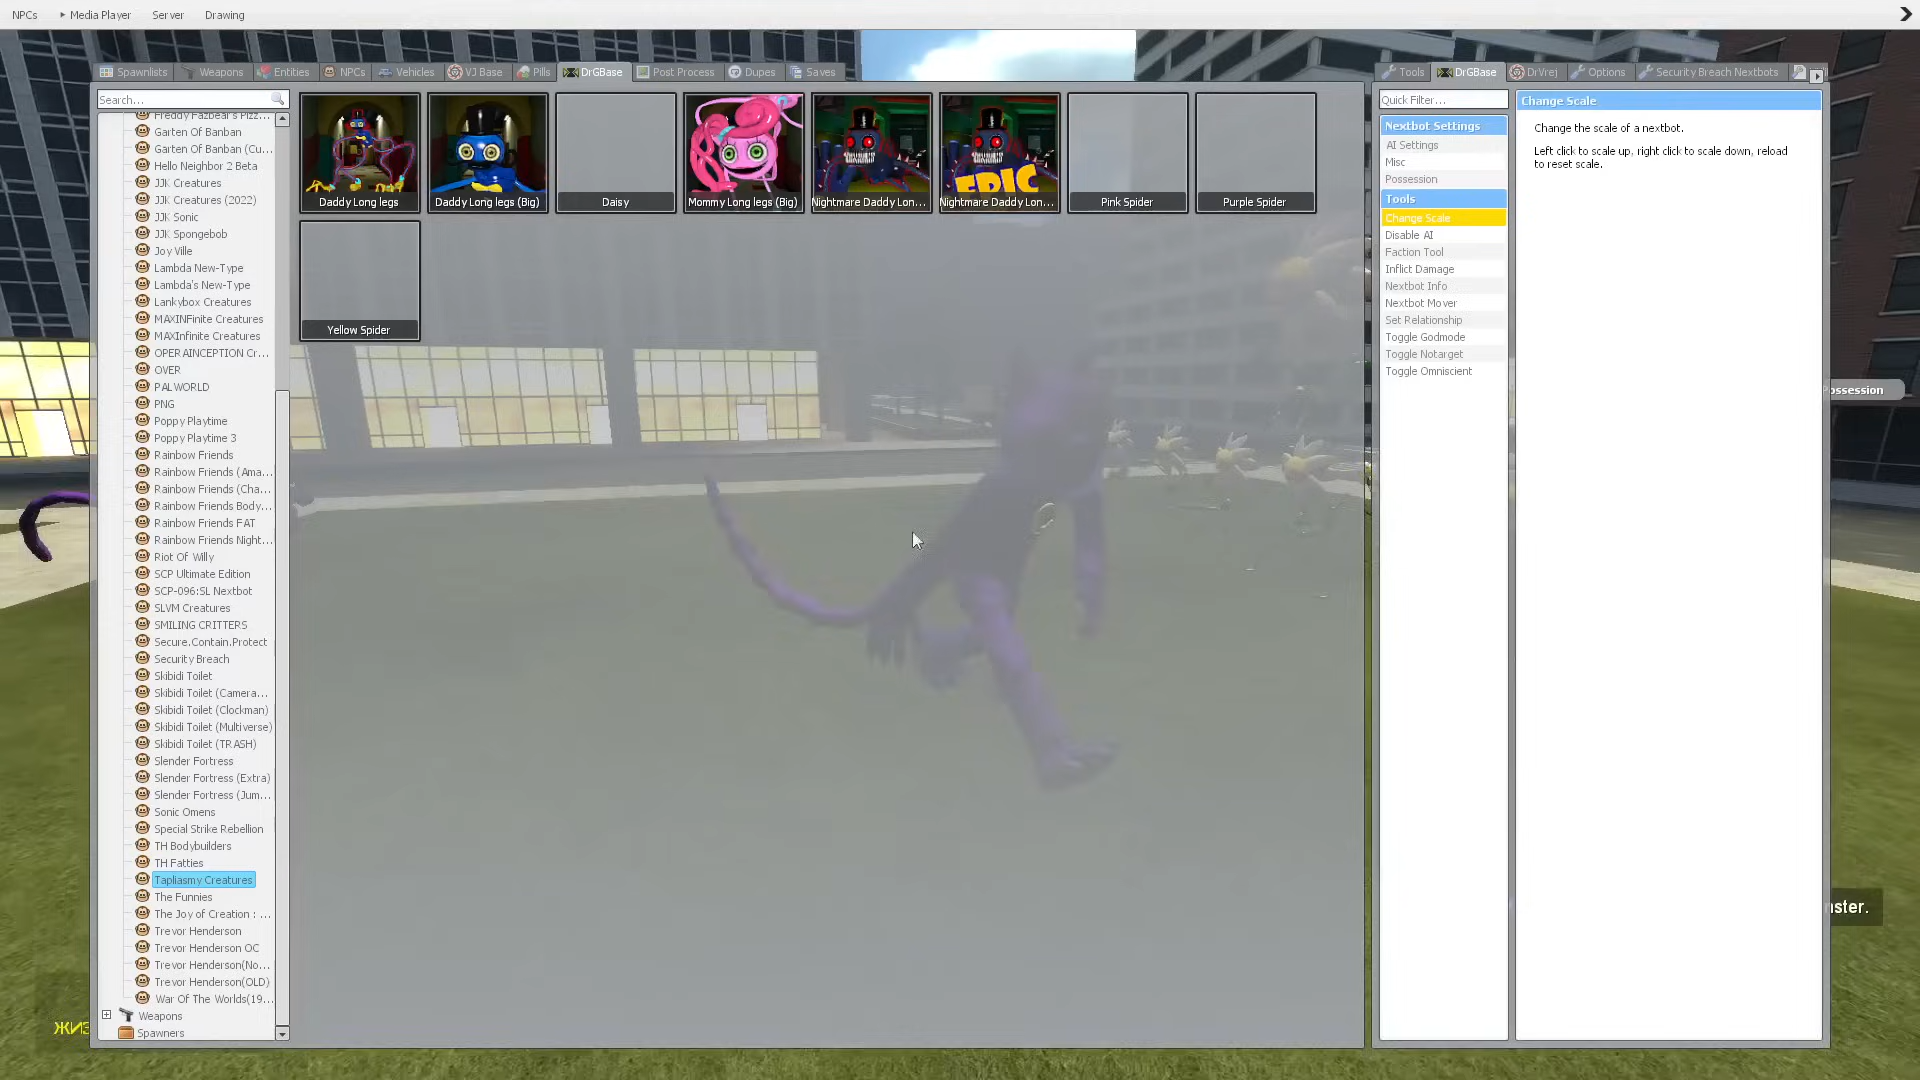 NPCs
Media Player
Server
Drawing
Spawnlists
Weapons
Entities
NPCs
Vehicles
VJ Base
Pills
DrGBase
Post Process
Dupes
Saves
Tools
DrGBase
DrVrej
Options
Security Breach Nextbots
Search...
Freddy Fazbear's Pizz...
Garten Of Banban
Garten Of Banban (Cu...
Hello Neighbor 2 Beta
JJK Creatures
JJK Creatures (2022)
JJK Sonic
JJK Spongebob
Joy Ville
Lambda New-Type
Lambda's New-Type
Lankybox Creatures
MAXINFinite Creatures
MAXInfinite Creatures
OPERAINCEPTION Cr...
OVER
PALWORLD
PNG
Poppy Playtime
Poppy Playtime 3
Rainbow Friends
Rainbow Friends (Ama...
Rainbow Friends (Cha...
Rainbow Friends Body...
Rainbow Friends FAT
Rainbow Friends Night...
Riot Of Willy
SCP Ultimate Edition
SCP-096:SL Nextbot
SLVM Creatures
SMILING CRITTERS
Secure.Contain.Protect
Security Breach
Skibidi Toilet
Skibidi Toilet (Camera...
Skibidi Toilet (Clockman)
Skibidi Toilet (Multiverse)
Skibidi Toilet (TRASH)
Slender Fortress
Slender Fortress (Extra)
Slender Fortress (Jum...
Sonic Omens
Special Strike Rebellion
TH Bodybuilders
TH Fatties
Tapliasmy Creatures
The Funnies
The Joy of Creation : ...
Trevor Henderson
Trevor Henderson OC
Trevor Henderson(No...
Trevor Henderson(OLD)
War Of The Worlds(19...
Weapons
Spawners
Daddy Long legs
Daddy Long legs (Big)
Daisy
Mommy Long legs (Big)
Nightmare Daddy Lon...
EPIC
Nightmare Daddy Lon...
Pink Spider
Purple Spider
Yellow Spider
Quick Filter...
Nextbot Settings
AI Settings
Misc
Possession
Tools
Change Scale
Disable AI
Faction Tool
Inflict Damage
Nextbot Info
Nextbot Mover
Set Relationship
Toggle Godmode
Toggle Notarget
Toggle Omniscient
Change Scale
Change the scale of a nextbot.
Left click to scale up, right click to scale down, reload
to reset scale.
ossession
nster.
ЖИЗ